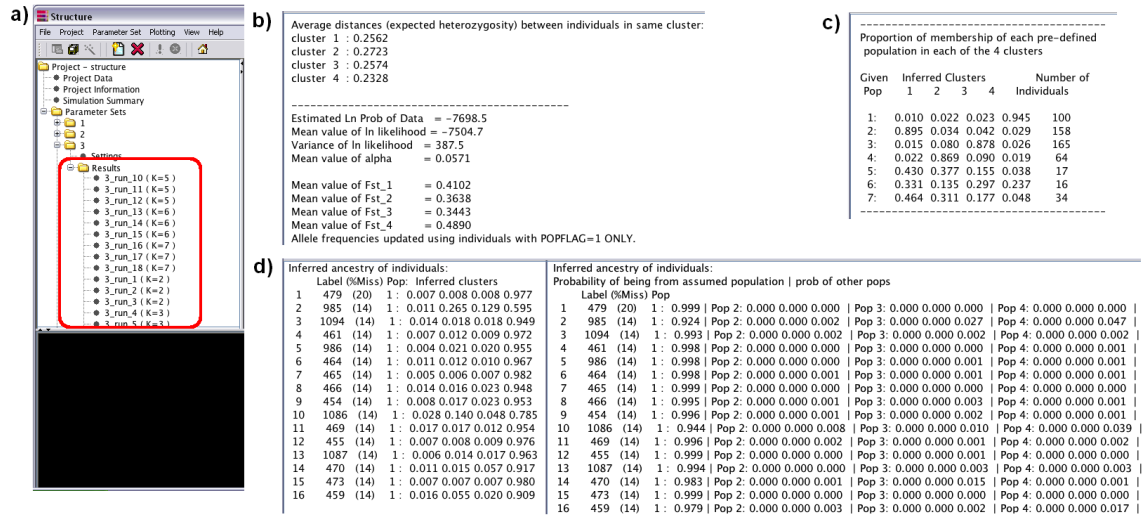 a)
Structure
File Project Parameter Set Plotting View Help
Project - structure
Project Data
Project Information
Simulation Summary
Parameter Sets
1
2
3
Settings
Results
3_run_10 ( K=5 )
3_run_11 ( K=5 )
3_run_12 ( K=5 )
3_run_13 ( K=6 )
3_run_14 ( K=6 )
3_run_15 ( K=6 )
3_run_16 ( K=7 )
3_run_17 ( K=7 )
3_run_18 ( K=7 )
3_run_1 ( K=2 )
3_run_2 ( K=2 )
3_run_3 ( K=2 )
3_run_4 ( K=3 )
3_run_5 ( K=3 )
b)
Average distances (expected heterozygosity) between individuals in same cluster:
cluster 1 : 0.2562
cluster 2 : 0.2723
cluster 3 : 0.2574
cluster 4 : 0.2328
--------------------------------------------
Estimated Ln Prob of Data = -7698.5
Mean value of ln likelihood = -7504.7
Variance of ln likelihood = 387.5
Mean value of alpha = 0.0571
Mean value of Fst_1 = 0.4102
Mean value of Fst_2 = 0.3638
Mean value of Fst_3 = 0.3443
Mean value of Fst_4 = 0.4890
Allele frequencies updated using individuals with POPFLAG=1 ONLY.
c)
--------------------------------------------
Proportion of membership of each pre-defined
population in each of the 4 clusters
Given Inferred Clusters Number of
Pop 1 2 3 4 Individuals
1: 0.010 0.022 0.023 0.945 100
2: 0.895 0.034 0.042 0.029 158
3: 0.015 0.080 0.878 0.026 165
4: 0.022 0.869 0.090 0.019 64
5: 0.430 0.377 0.155 0.038 17
6: 0.331 0.135 0.297 0.237 16
7: 0.464 0.311 0.177 0.048 34
--------------------------------------------
d)
Inferred ancestry of individuals:
Label (%Miss) Pop: Inferred clusters
1 479 (20) 1 : 0.007 0.008 0.008 0.977
2 985 (14) 1 : 0.011 0.265 0.129 0.595
3 1094 (14) 1 : 0.014 0.018 0.018 0.949
4 461 (14) 1 : 0.007 0.012 0.009 0.972
5 986 (14) 1 : 0.004 0.021 0.020 0.955
6 464 (14) 1 : 0.011 0.012 0.010 0.967
7 465 (14) 1 : 0.005 0.006 0.007 0.982
8 466 (14) 1 : 0.014 0.016 0.023 0.948
9 454 (14) 1 : 0.008 0.017 0.023 0.953
10 1086 (14) 1 : 0.028 0.140 0.048 0.785
11 469 (14) 1 : 0.017 0.017 0.012 0.954
12 455 (14) 1 : 0.007 0.008 0.009 0.976
13 1087 (14) 1 : 0.006 0.014 0.017 0.963
14 470 (14) 1 : 0.011 0.015 0.057 0.917
15 473 (14) 1 : 0.007 0.007 0.007 0.980
16 459 (14) 1 : 0.016 0.055 0.020 0.909
Inferred ancestry of individuals:
Probability of being from assumed population | prob of other pops
Label (%Miss) Pop
1 479 (20) 1 : 0.999 | Pop 2: 0.000 0.000 0.000 | Pop 3: 0.000 0.000 0.000 | Pop 4: 0.000 0.000 0.000 |
2 985 (14) 1 : 0.924 | Pop 2: 0.000 0.000 0.002 | Pop 3: 0.000 0.000 0.027 | Pop 4: 0.000 0.000 0.047 |
3 1094 (14) 1 : 0.993 | Pop 2: 0.000 0.000 0.002 | Pop 3: 0.000 0.000 0.002 | Pop 4: 0.000 0.000 0.002 |
4 461 (14) 1 : 0.998 | Pop 2: 0.000 0.000 0.000 | Pop 3: 0.000 0.000 0.000 | Pop 4: 0.000 0.000 0.001 |
5 986 (14) 1 : 0.998 | Pop 2: 0.000 0.000 0.000 | Pop 3: 0.000 0.000 0.001 | Pop 4: 0.000 0.000 0.001 |
6 464 (14) 1 : 0.998 | Pop 2: 0.000 0.000 0.001 | Pop 3: 0.000 0.000 0.001 | Pop 4: 0.000 0.000 0.001 |
7 465 (14) 1 : 0.999 | Pop 2: 0.000 0.000 0.000 | Pop 3: 0.000 0.000 0.000 | Pop 4: 0.000 0.000 0.000 |
8 466 (14) 1 : 0.995 | Pop 2: 0.000 0.000 0.001 | Pop 3: 0.000 0.000 0.003 | Pop 4: 0.000 0.000 0.001 |
9 454 (14) 1 : 0.996 | Pop 2: 0.000 0.000 0.001 | Pop 3: 0.000 0.000 0.002 | Pop 4: 0.000 0.000 0.001 |
10 1086 (14) 1 : 0.944 | Pop 2: 0.000 0.000 0.008 | Pop 3: 0.000 0.000 0.010 | Pop 4: 0.000 0.000 0.039 |
11 469 (14) 1 : 0.996 | Pop 2: 0.000 0.000 0.002 | Pop 3: 0.000 0.000 0.001 | Pop 4: 0.000 0.000 0.002 |
12 455 (14) 1 : 0.999 | Pop 2: 0.000 0.000 0.000 | Pop 3: 0.000 0.000 0.001 | Pop 4: 0.000 0.000 0.000 |
13 1087 (14) 1 : 0.994 | Pop 2: 0.000 0.000 0.000 | Pop 3: 0.000 0.000 0.003 | Pop 4: 0.000 0.000 0.003 |
14 470 (14) 1 : 0.983 | Pop 2: 0.000 0.000 0.001 | Pop 3: 0.000 0.000 0.015 | Pop 4: 0.000 0.000 0.001 |
15 473 (14) 1 : 0.999 | Pop 2: 0.000 0.000 0.000 | Pop 3: 0.000 0.000 0.000 | Pop 4: 0.000 0.000 0.000 |
16 459 (14) 1 : 0.979 | Pop 2: 0.000 0.000 0.003 | Pop 3: 0.000 0.000 0.002 | Pop 4: 0.000 0.000 0.017 |